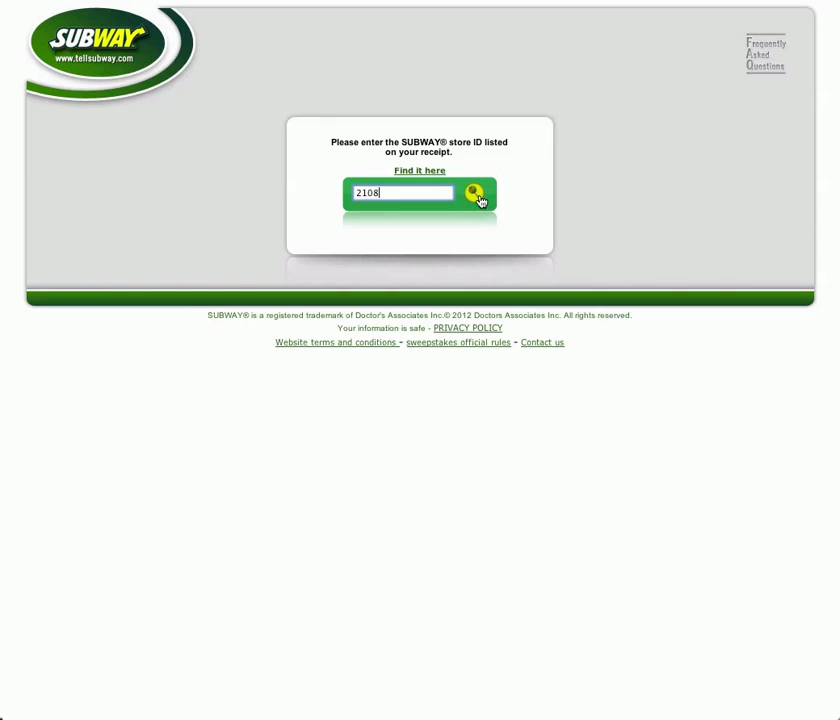 SUBWAY
www.tellsubway.com
Frequently
Asked
Questions
Please enter the SUBWAY® store ID listed
on your receipt.
Find it here
2108
SUBWAY® is a registered trademark of Doctor's Associates Inc.© 2012 Doctors Associates Inc. All rights reserved.
Your information is safe - PRIVACY POLICY
Website terms and conditions - sweepstakes official rules - Contact us